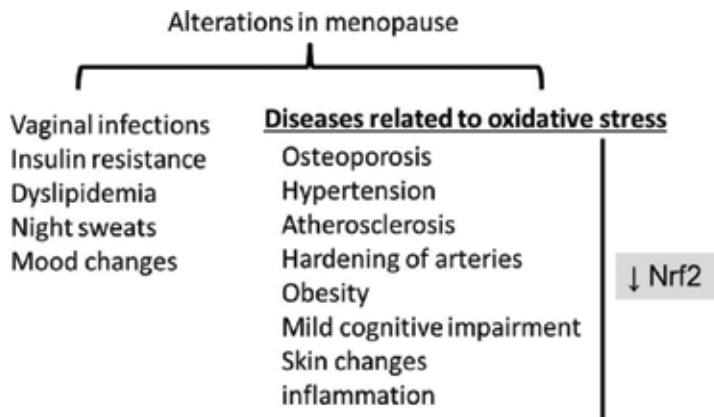 Alterations in menopause
Vaginal infections
Insulin resistance
Dyslipidemia
Night sweats
Mood changes
Diseases related to oxidative stress
Osteoporosis
Hypertension
Atherosclerosis
Hardening of arteries
Obesity
Mild cognitive impairment
Skin changes
inflammation
↓ Nrf2